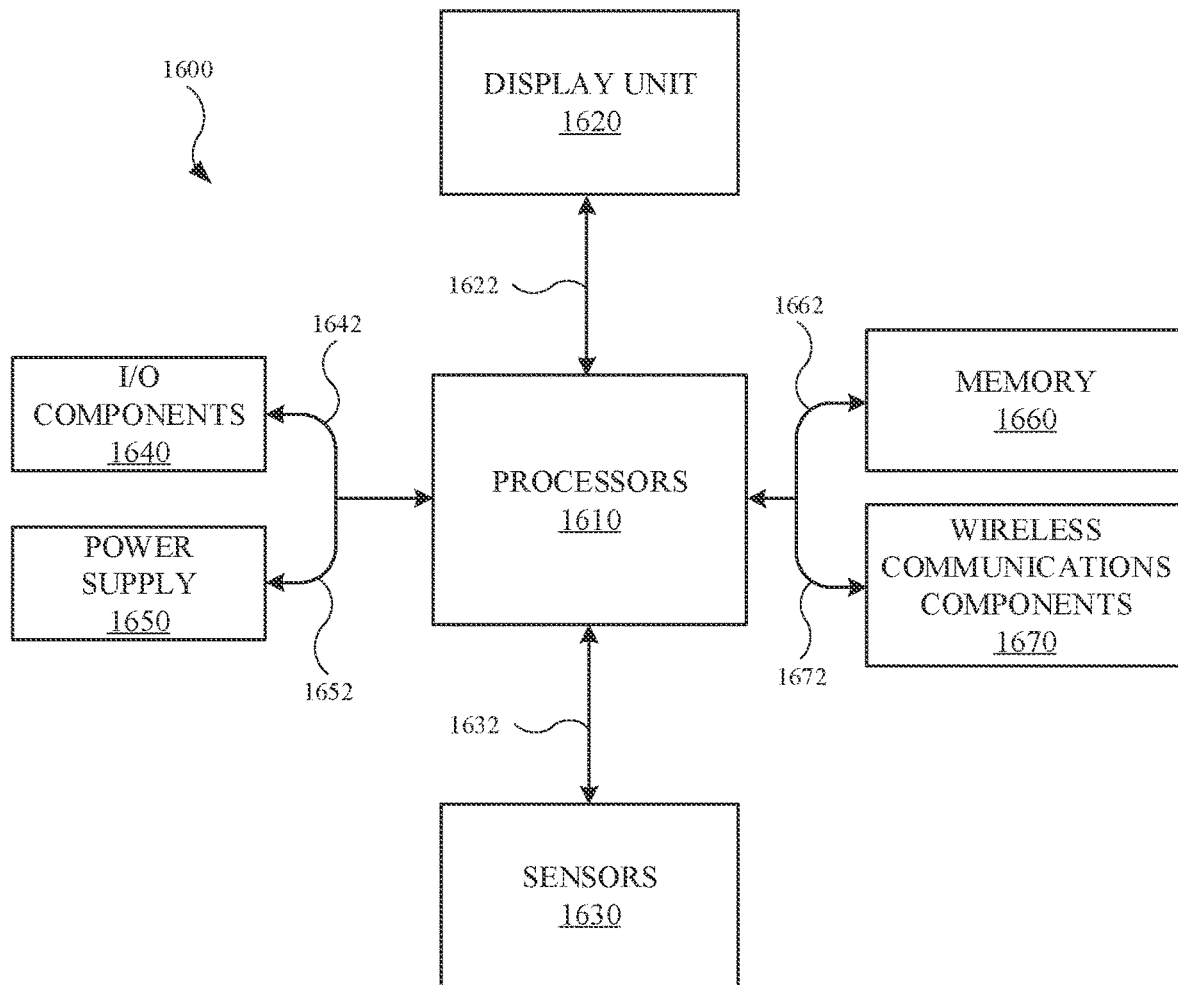 1600
DISPLAY UNIT
1620
1622
1642
1662
I/O
COMPONENTS
1640
MEMORY
1660
PROCESSORS
1610
POWER
SUPPLY
1650
WIRELESS
COMMUNICATIONS
COMPONENTS
1670
1652
1672
1632
SENSORS
1630